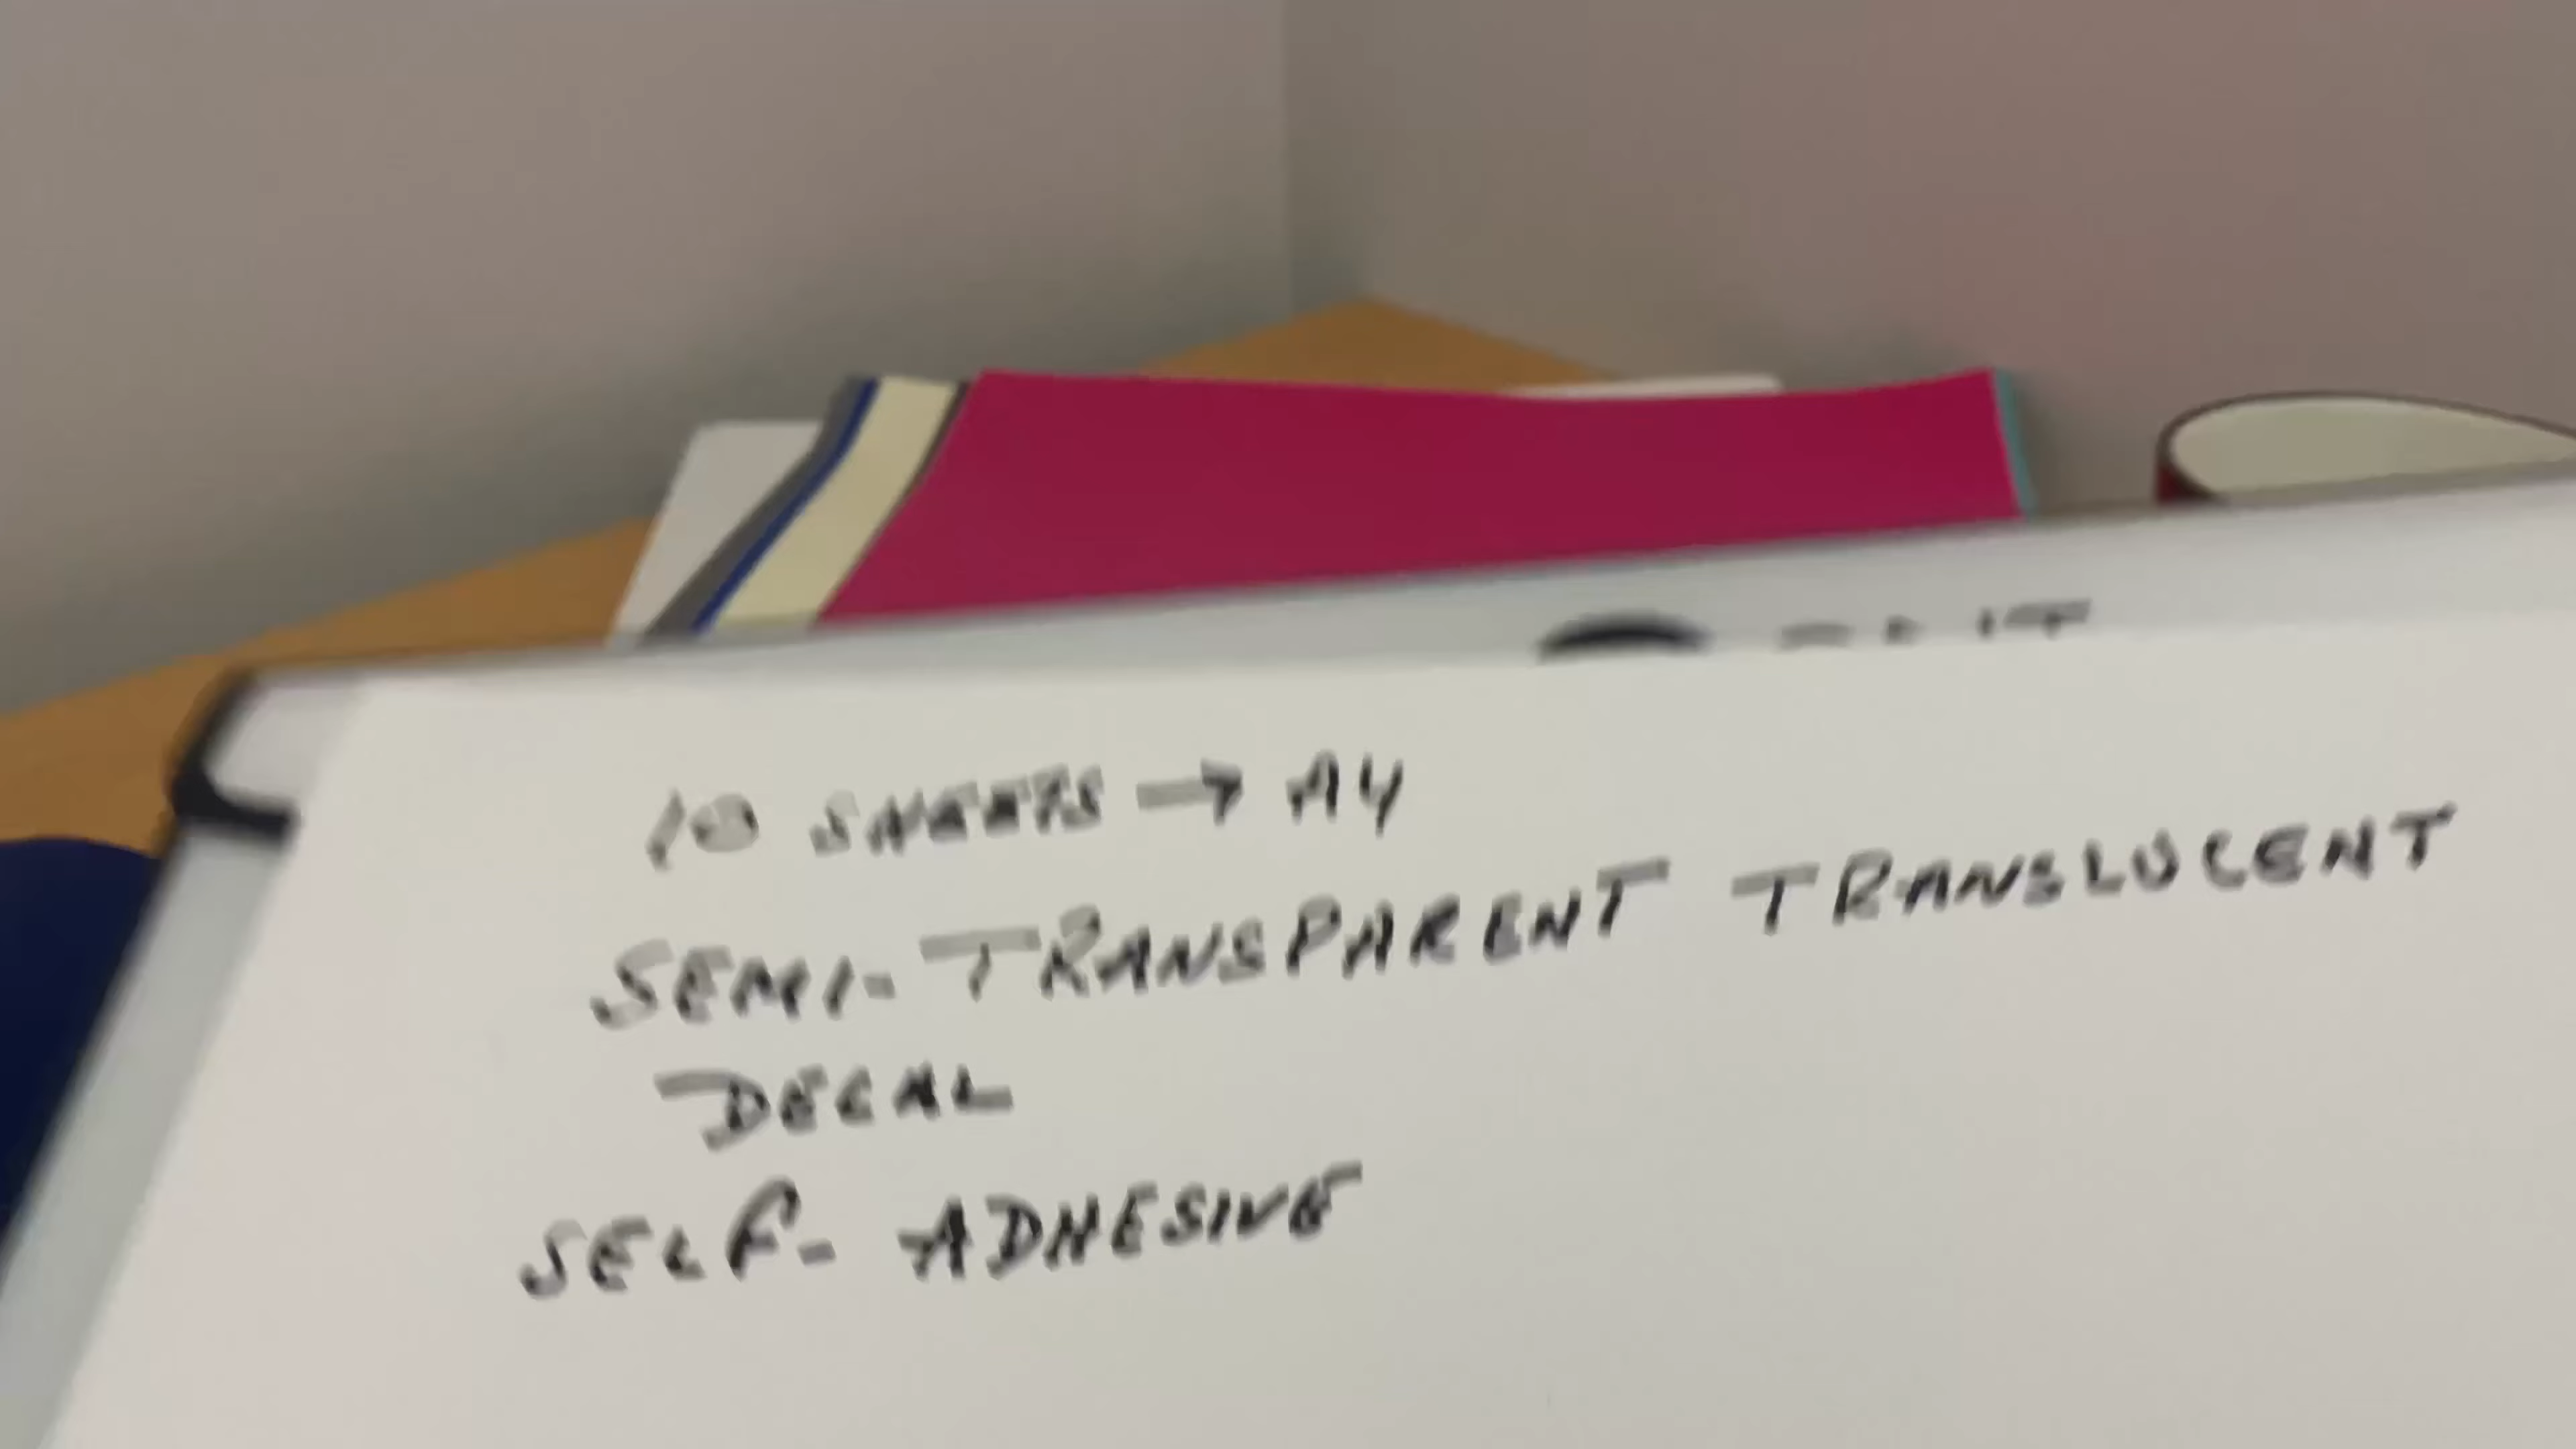 10 SHEETS → A4
SEMI-TRANSPARENT TRANSLUCENT
DECAL
SELF-ADHESIVE